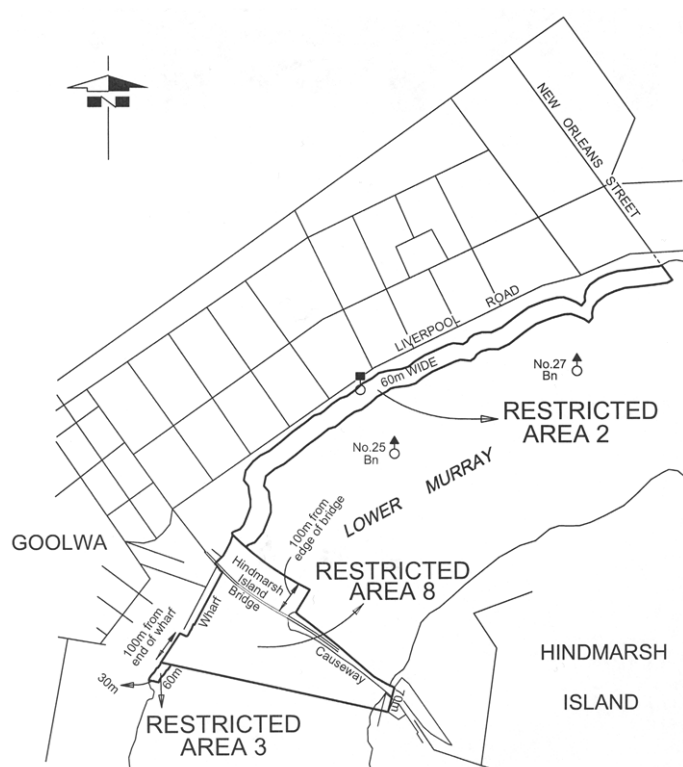 N
NEW ORLEANS STREET
LIVERPOOL ROAD
60m WIDE
No.27
Bn
RESTRICTED
AREA 2
No.25
Bn
LOWER MURRAY
100m from
edge of bridge
GOOLWA
Hindmarsh
Island
Bridge
RESTRICTED
AREA 8
Wharf
100m from
end of wharf
Causeway
HINDMARSH
ISLAND
30m
60m
70m
RESTRICTED
AREA 3